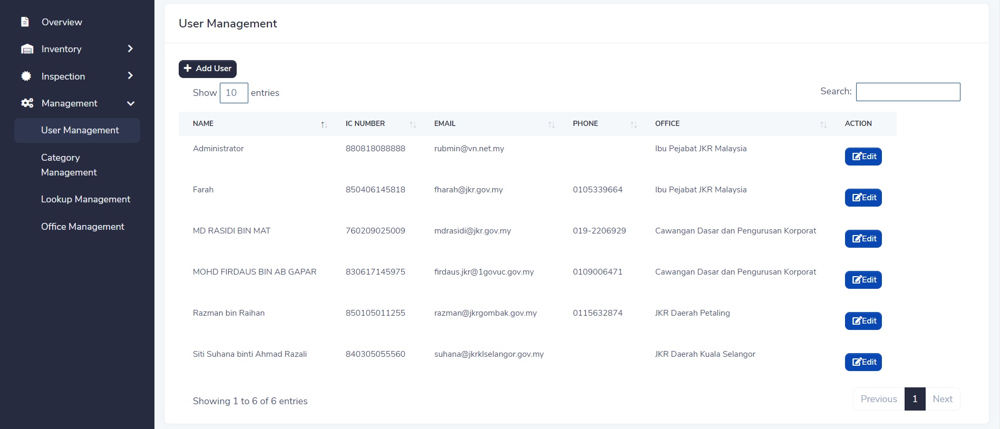 Overview
Inventory
Inspection
Management
User Management
Category
Management
Lookup Management
Office Management
User Management
Add User
Show 10 entries
Search:
NAME IC NUMBER EMAIL PHONE OFFICE ACTION
Administrator 880818088888 rubmin@vn.net.my Ibu Pejabat JKR Malaysia Edit
Farah 850406145818 fharah@jkr.gov.my 0105339664 Ibu Pejabat JKR Malaysia Edit
MD RASIDI BIN MAT 760209025009 mdrasidi@jkr.gov.my 019-2206929 Cawangan Dasar dan Pengurusan Korporat Edit
MOHD FIRDAUS BIN AB GAPAR 830617145975 firdaus.jkr@1govuc.gov.my 0109006471 Cawangan Dasar dan Pengurusan Korporat Edit
Razman bin Raihan 850105011255 razman@jkrgombak.gov.my 0115632874 JKR Daerah Petaling Edit
Siti Suhana binti Ahmad Razali 840305055560 suhana@jkrklselangor.gov.my JKR Daerah Kuala Selangor Edit
Showing 1 to 6 of 6 entries
Previous 1 Next